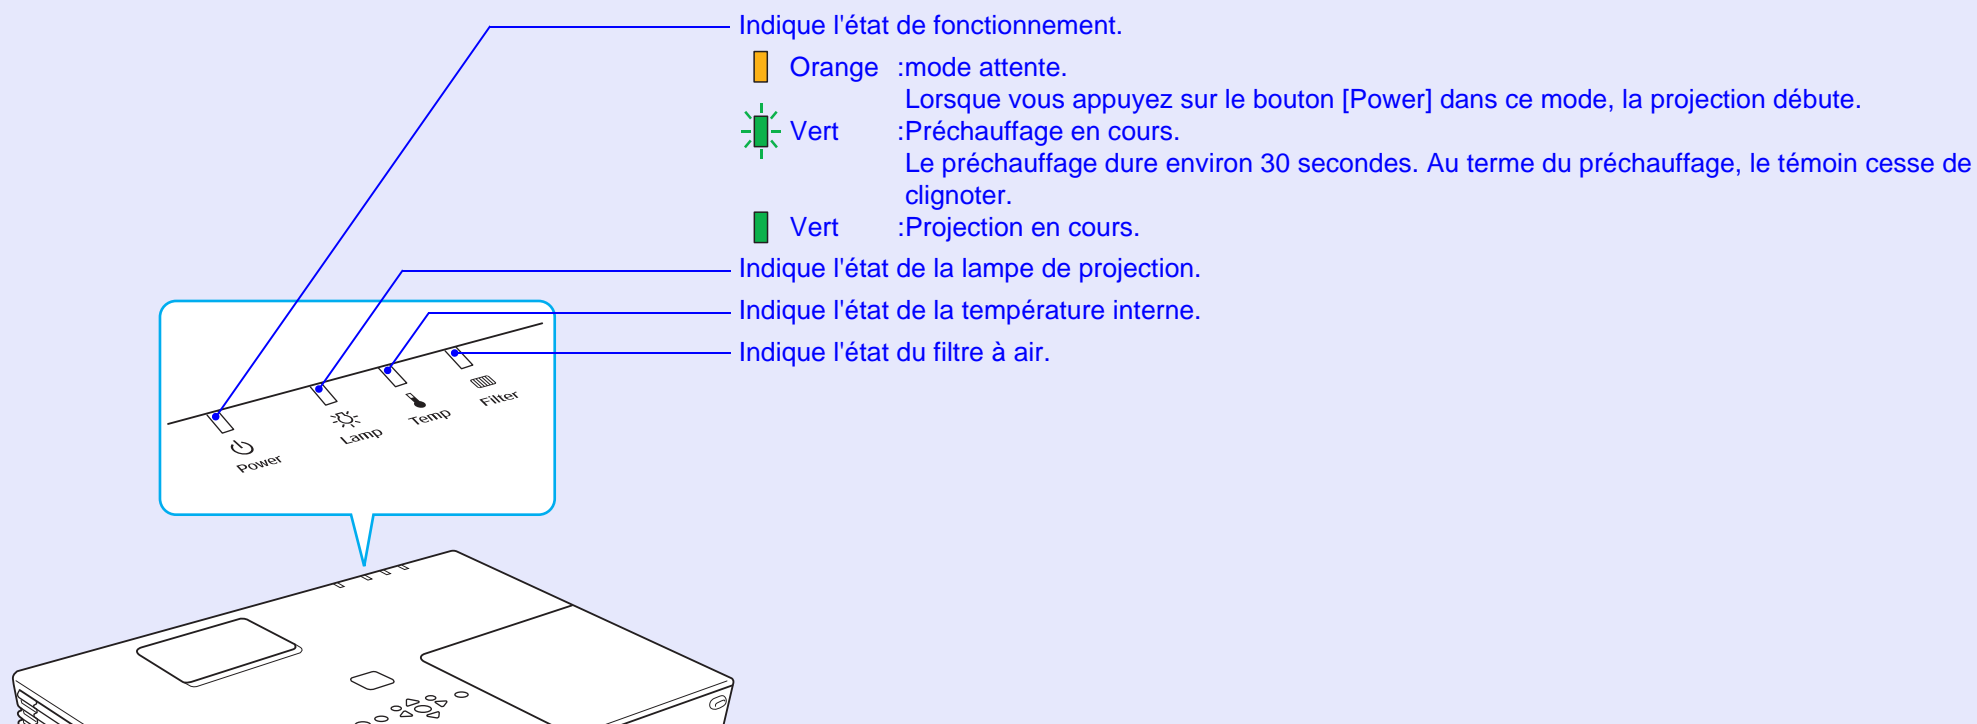 Indique l'état de fonctionnement.
Orange :mode attente.
Lorsque vous appuyez sur le bouton [Power] dans ce mode, la projection débute.
Vert :Préchauffage en cours.
Le préchauffage dure environ 30 secondes. Au terme du préchauffage, le témoin cesse de
clignoter.
Vert :Projection en cours.
Indique l'état de la lampe de projection.
Indique l'état de la température interne.
Indique l'état du filtre à air.
Power
Lamp
Temp
Filter